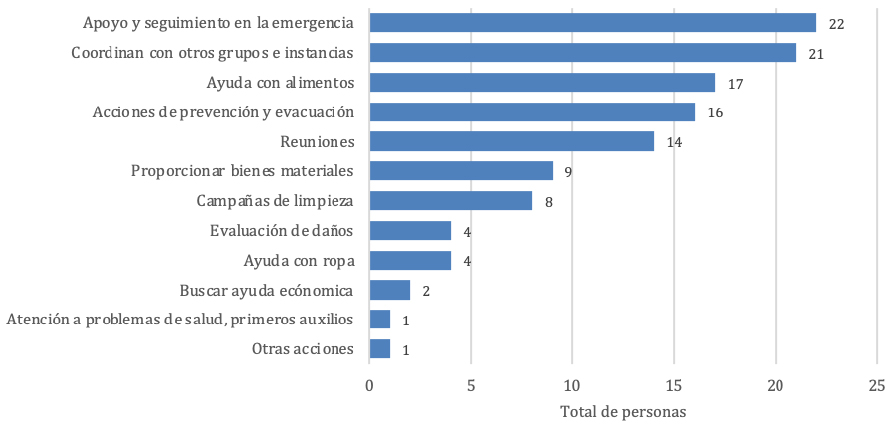 Apoyo y seguimiento en la emergencia 22
Coordinan con otros grupos e instancias 21
Ayuda con alimentos 17
Acciones de prevención y evacuación 16
Reuniones 14
Proporcionar bienes materiales 9
Campañas de limpieza 8
Evaluación de daños 4
Ayuda con ropa 4
Buscar ayuda ecónomica 2
Atención a problemas de salud, primeros auxilios 1
Otras acciones 1
0 5 10 15 20 25
Total de personas